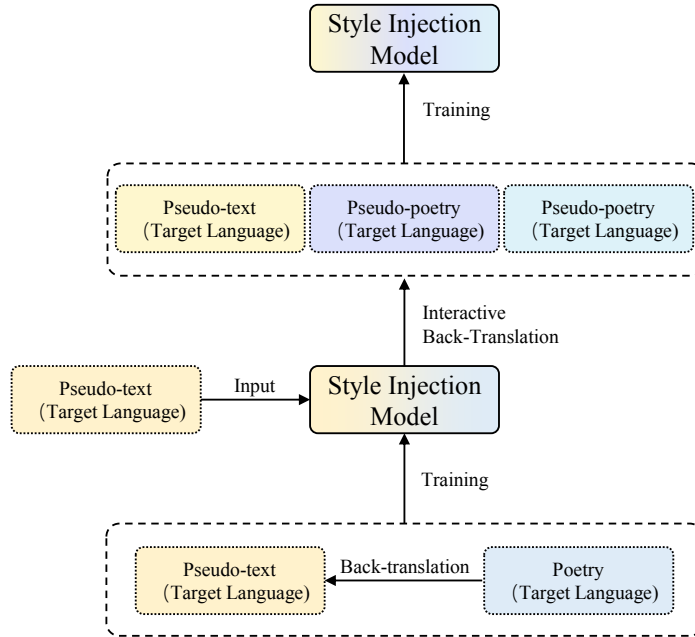 Style Injection
Model
Training
Pseudo-text
(Target Language)
Pseudo-poetry
(Target Language)
Pseudo-poetry
(Target Language)
Interactive
Back-Translation
Pseudo-text
(Target Language)
Input
Style Injection
Model
Training
Pseudo-text
(Target Language)
Back-translation
Poetry
(Target Language)